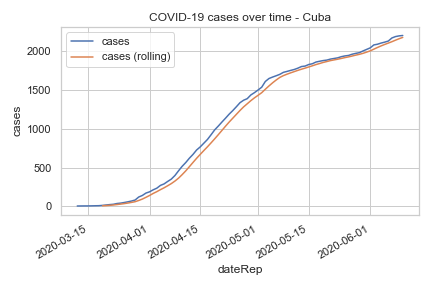 COVID-19 cases over time - Cuba
cases
cases (rolling)
cases
2000
1500
1000
500
0
2020-03-15
2020-04-01
2020-04-15
2020-05-01
2020-05-15
2020-06-01
dateRep